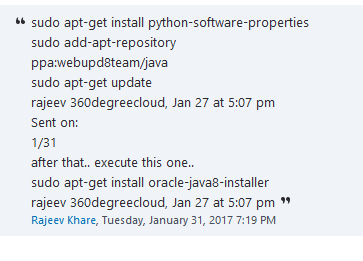 ❝ sudo apt-get install python-software-properties
sudo add-apt-repository
ppa:webupd8team/java
sudo apt-get update
rajeev 360degreecloud, Jan 27 at 5:07 pm
Sent on:
1/31
after that.. execute this one..
sudo apt-get install oracle-java8-installer
rajeev 360degreecloud, Jan 27 at 5:07 pm ❞
Rajeev Khare, Tuesday, January 31, 2017 7:19 PM